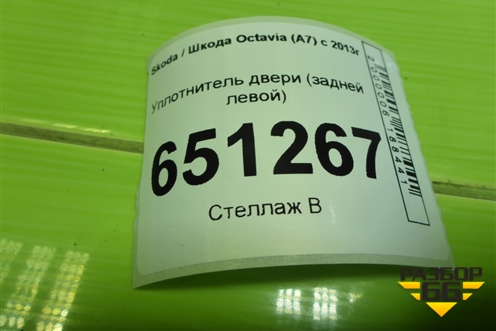 Skoda / Шкода Octavia (A7) с 2013г
Уплотнитель двери (задней
левой)
651267
Стеллаж В
РАЗБОР
66